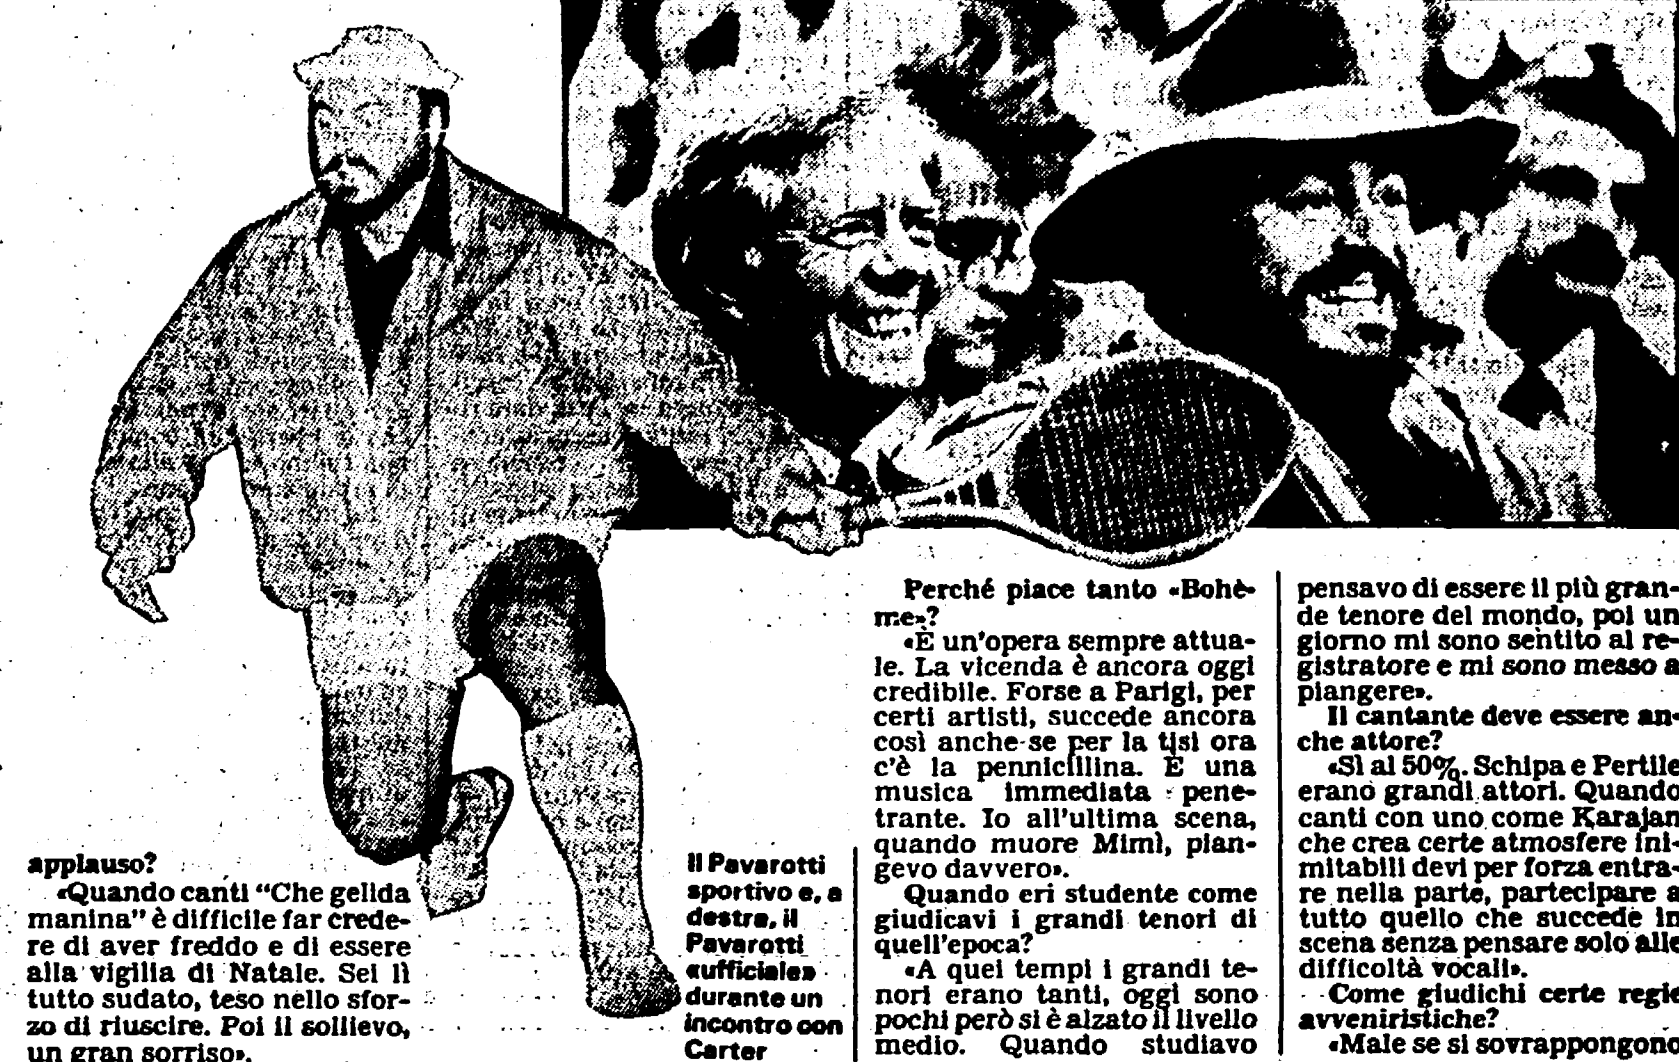 applauso?
«Quando canti “Che gelida
manina” è difficile far crede-
re di aver freddo e di essere
alla vigilia di Natale. Sei lì
tutto sudato, teso nello sfor-
zo di riuscire. Poi il sollievo,
un gran sorriso».
Il Pavarotti
sportivo e, a
destra, il
Pavarotti
«ufficiale»
durante un
incontro con
Carter
Perché piace tanto «Bohè-
me»?
«È un'opera sempre attua-
le. La vicenda è ancora oggi
credibile. Forse a Parigi, per
certi artisti, succede ancora
così anche se per la tisi ora
c'è la pennicillina. È una
musica immediata pene-
trante. Io all'ultima scena,
quando muore Mimì, pian-
gevo davvero».
Quando eri studente come
giudicavi i grandi tenori di
quell'epoca?
«A quei tempi i grandi te-
nori erano tanti, oggi sono
pochi però si è alzato il livello
medio. Quando studiavo
pensavo di essere il più gran-
de tenore del mondo, poi un
giorno mi sono sentito al re-
gistratore e mi sono messo a
piangere».
Il cantante deve essere an-
che attore?
«Sì al 50%. Schipa e Pertile
erano grandi attori. Quando
canti con uno come Karajan
che crea certe atmosfere ini-
mitabili devi per forza entra-
re nella parte, partecipare a
tutto quello che succede in
scena senza pensare solo alle
difficoltà vocali».
Come giudichi certe regie
avveniristiche?
«Male se si sovrappongono